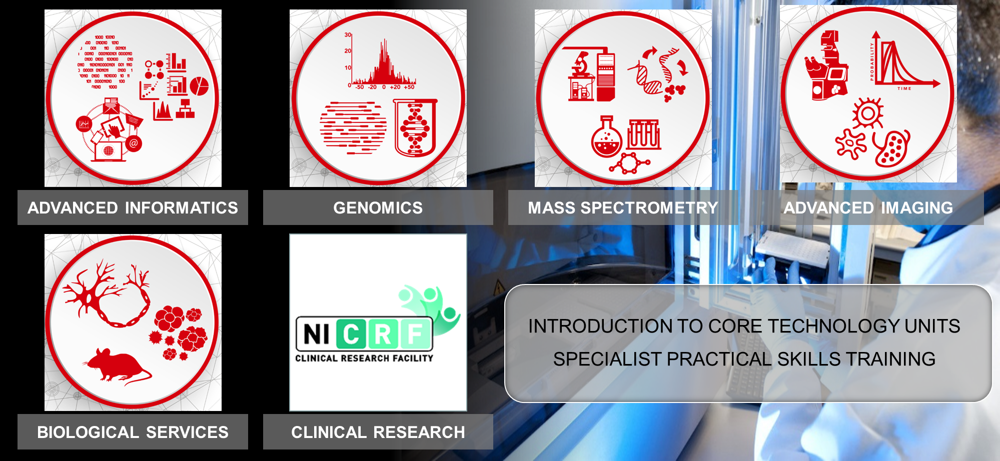 30
20
10
0
-50 -20 0 +20 +50
PROBABILITY
TIME
@
ADVANCED INFORMATICS
GENOMICS
MASS SPECTROMETRY
ADVANCED IMAGING
NICRF
CLINICAL RESEARCH FACILITY
INTRODUCTION TO CORE TECHNOLOGY UNITS
SPECIALIST PRACTICAL SKILLS TRAINING
BIOLOGICAL SERVICES
CLINICAL RESEARCH